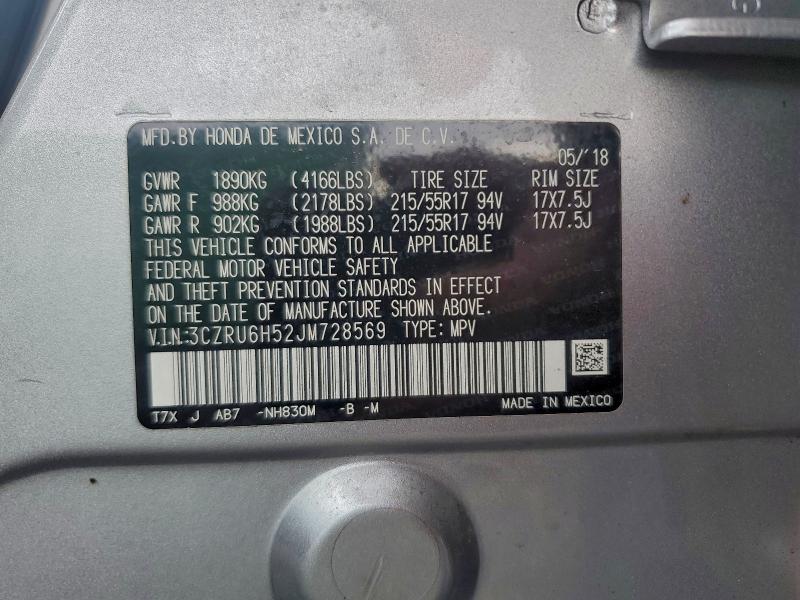 MFD.BY HONDA DE MEXICO S.A. DE C.V.
05/'18
GVWR 1890KG (4166LBS) TIRE SIZE RIM SIZE
GAWR F 988KG (2178LBS) 215/55R17 94V 17X7.5J
GAWR R 902KG (1988LBS) 215/55R17 94V 17X7.5J
THIS VEHICLE CONFORMS TO ALL APPLICABLE
FEDERAL MOTOR VEHICLE SAFETY
AND THEFT PREVENTION STANDARDS IN EFFECT
ON THE DATE OF MANUFACTURE SHOWN ABOVE.
V.I.N:3CZRU6H52JM728569 TYPE:MPV
T7X J AB7 -NH830M -B -M MADE IN MEXICO